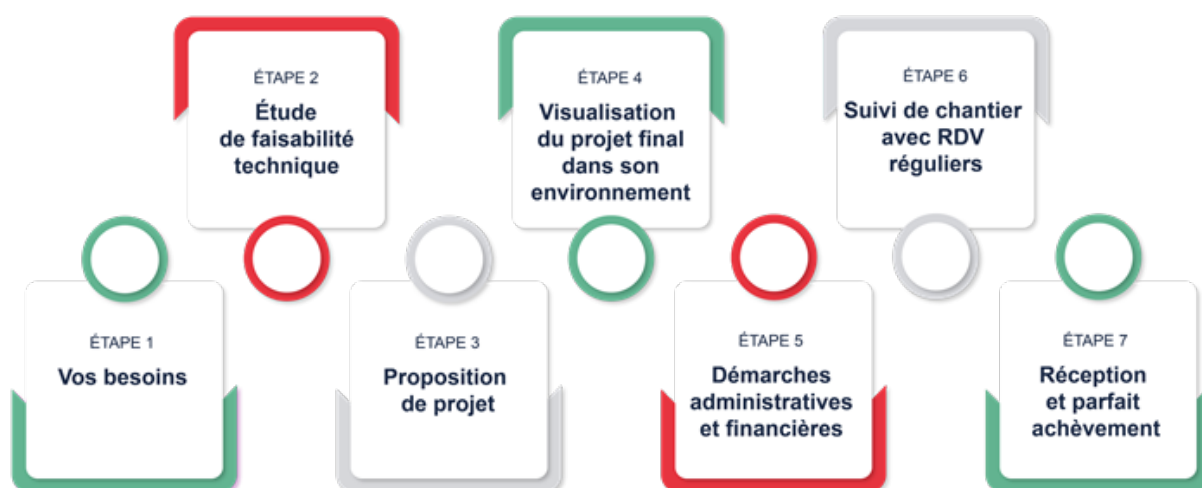 ÉTAPE 1
Vos besoins
ÉTAPE 2
Étude
de faisabilité
technique
ÉTAPE 3
Proposition
de projet
ÉTAPE 4
Visualisation
du projet final
dans son
environnement
ÉTAPE 5
Démarches
administratives
et financières
ÉTAPE 6
Suivi de chantier
avec RDV
réguliers
ÉTAPE 7
Réception
et parfait
achèvement